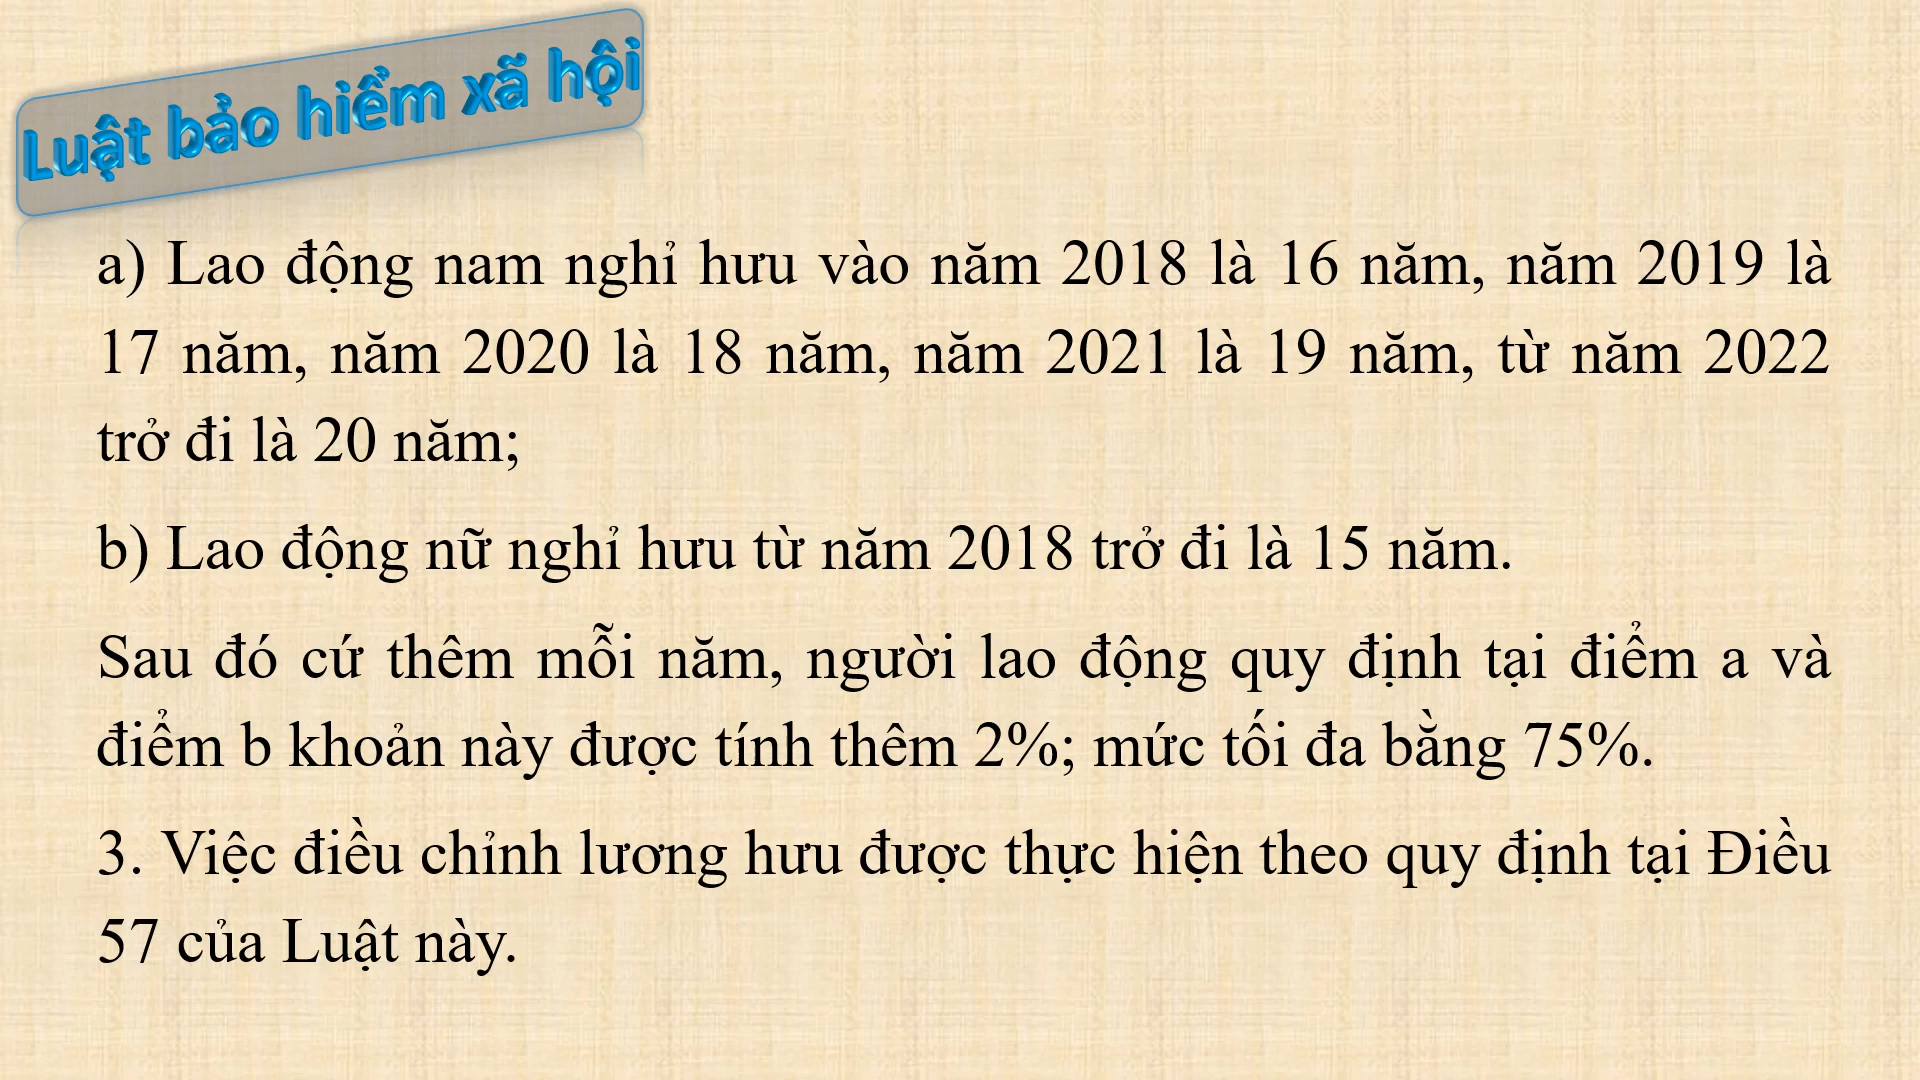 Luật bảo hiểm xã hội
a) Lao động nam nghỉ hưu vào năm 2018 là 16 năm, năm 2019 là
17 năm, năm 2020 là 18 năm, năm 2021 là 19 năm, từ năm 2022
trở đi là 20 năm;
b) Lao động nữ nghỉ hưu từ năm 2018 trở đi là 15 năm.
Sau đó cứ thêm mỗi năm, người lao động quy định tại điểm a và
điểm b khoản này được tính thêm 2%; mức tối đa bằng 75%.
3. Việc điều chỉnh lương hưu được thực hiện theo quy định tại Điều
57 của Luật này.